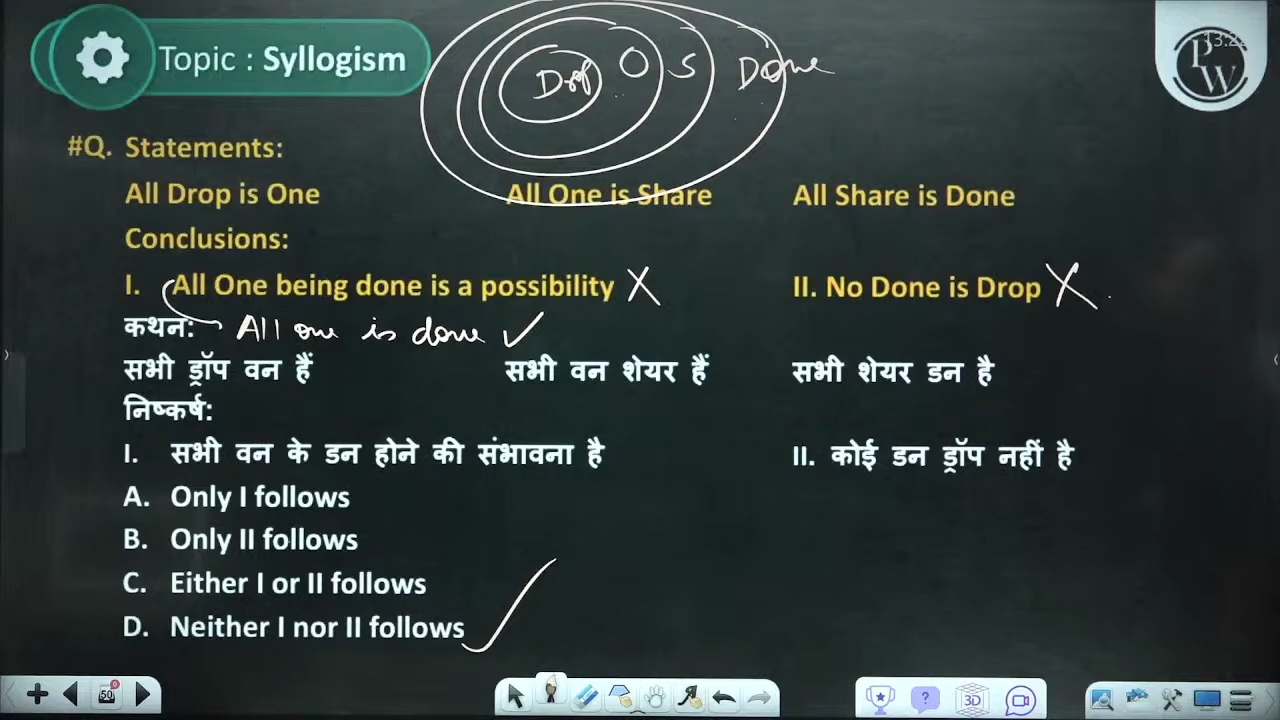 Drop O S Done
Topic : Syllogism
PW
#Q. Statements:
All Drop is One All One is Share All Share is Done
Conclusions:
I. All One being done is a possibility II. No Done is Drop
कथन: All one is done
सभी ड्रॉप वन हैं सभी वन शेयर हैं सभी शेयर डन है
निष्कर्ष:
I. सभी वन के डन होने की संभावना है II. कोई डन ड्रॉप नहीं है
A. Only I follows
B. Only II follows
C. Either I or II follows
D. Neither I nor II follows
50 3D